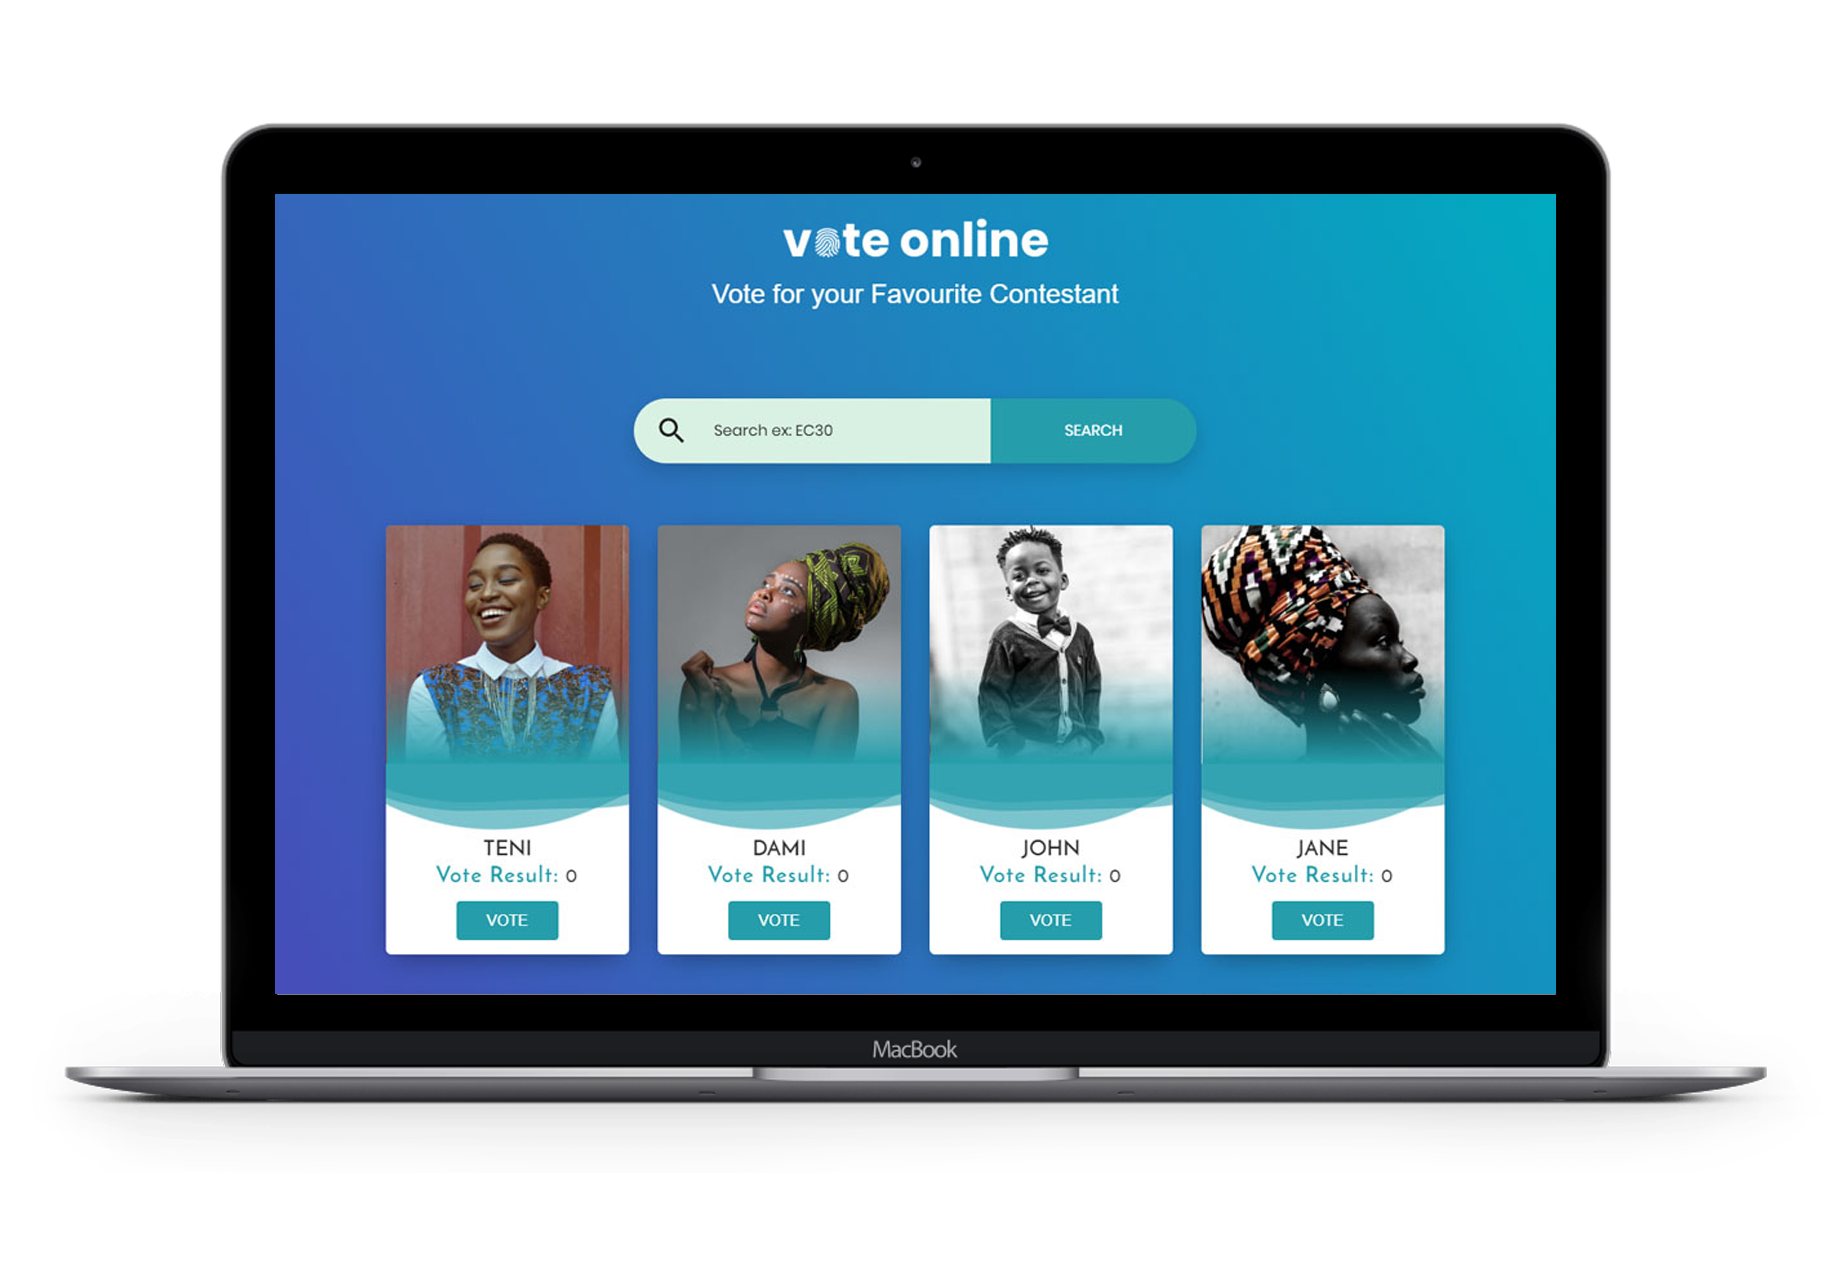 vote online
Vote for your Favourite Contestant
Search ex: EC30
SEARCH
TENI
Vote Result: 0
VOTE
DAMI
Vote Result: 0
VOTE
JOHN
Vote Result: 0
VOTE
JANE
Vote Result: 0
VOTE
MacBook